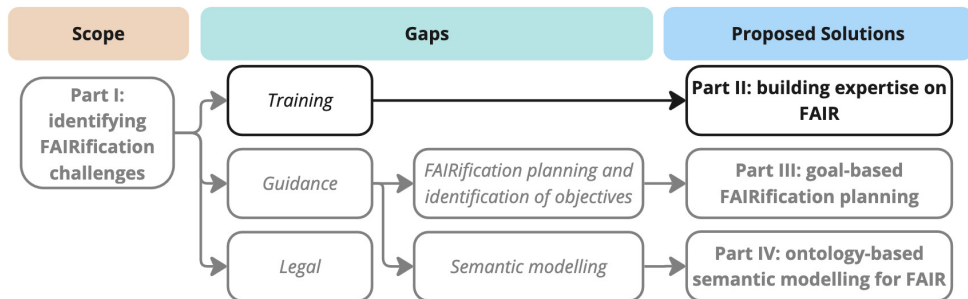 Scope
Gaps
Proposed Solutions
Part I:
identifying
FAIRification
challenges
Training
Part II: building expertise on
FAIR
Guidance
FAIRification planning and
identification of objectives
Part III: goal-based
FAIRification planning
Legal
Semantic modelling
Part IV: ontology-based
semantic modelling for FAIR